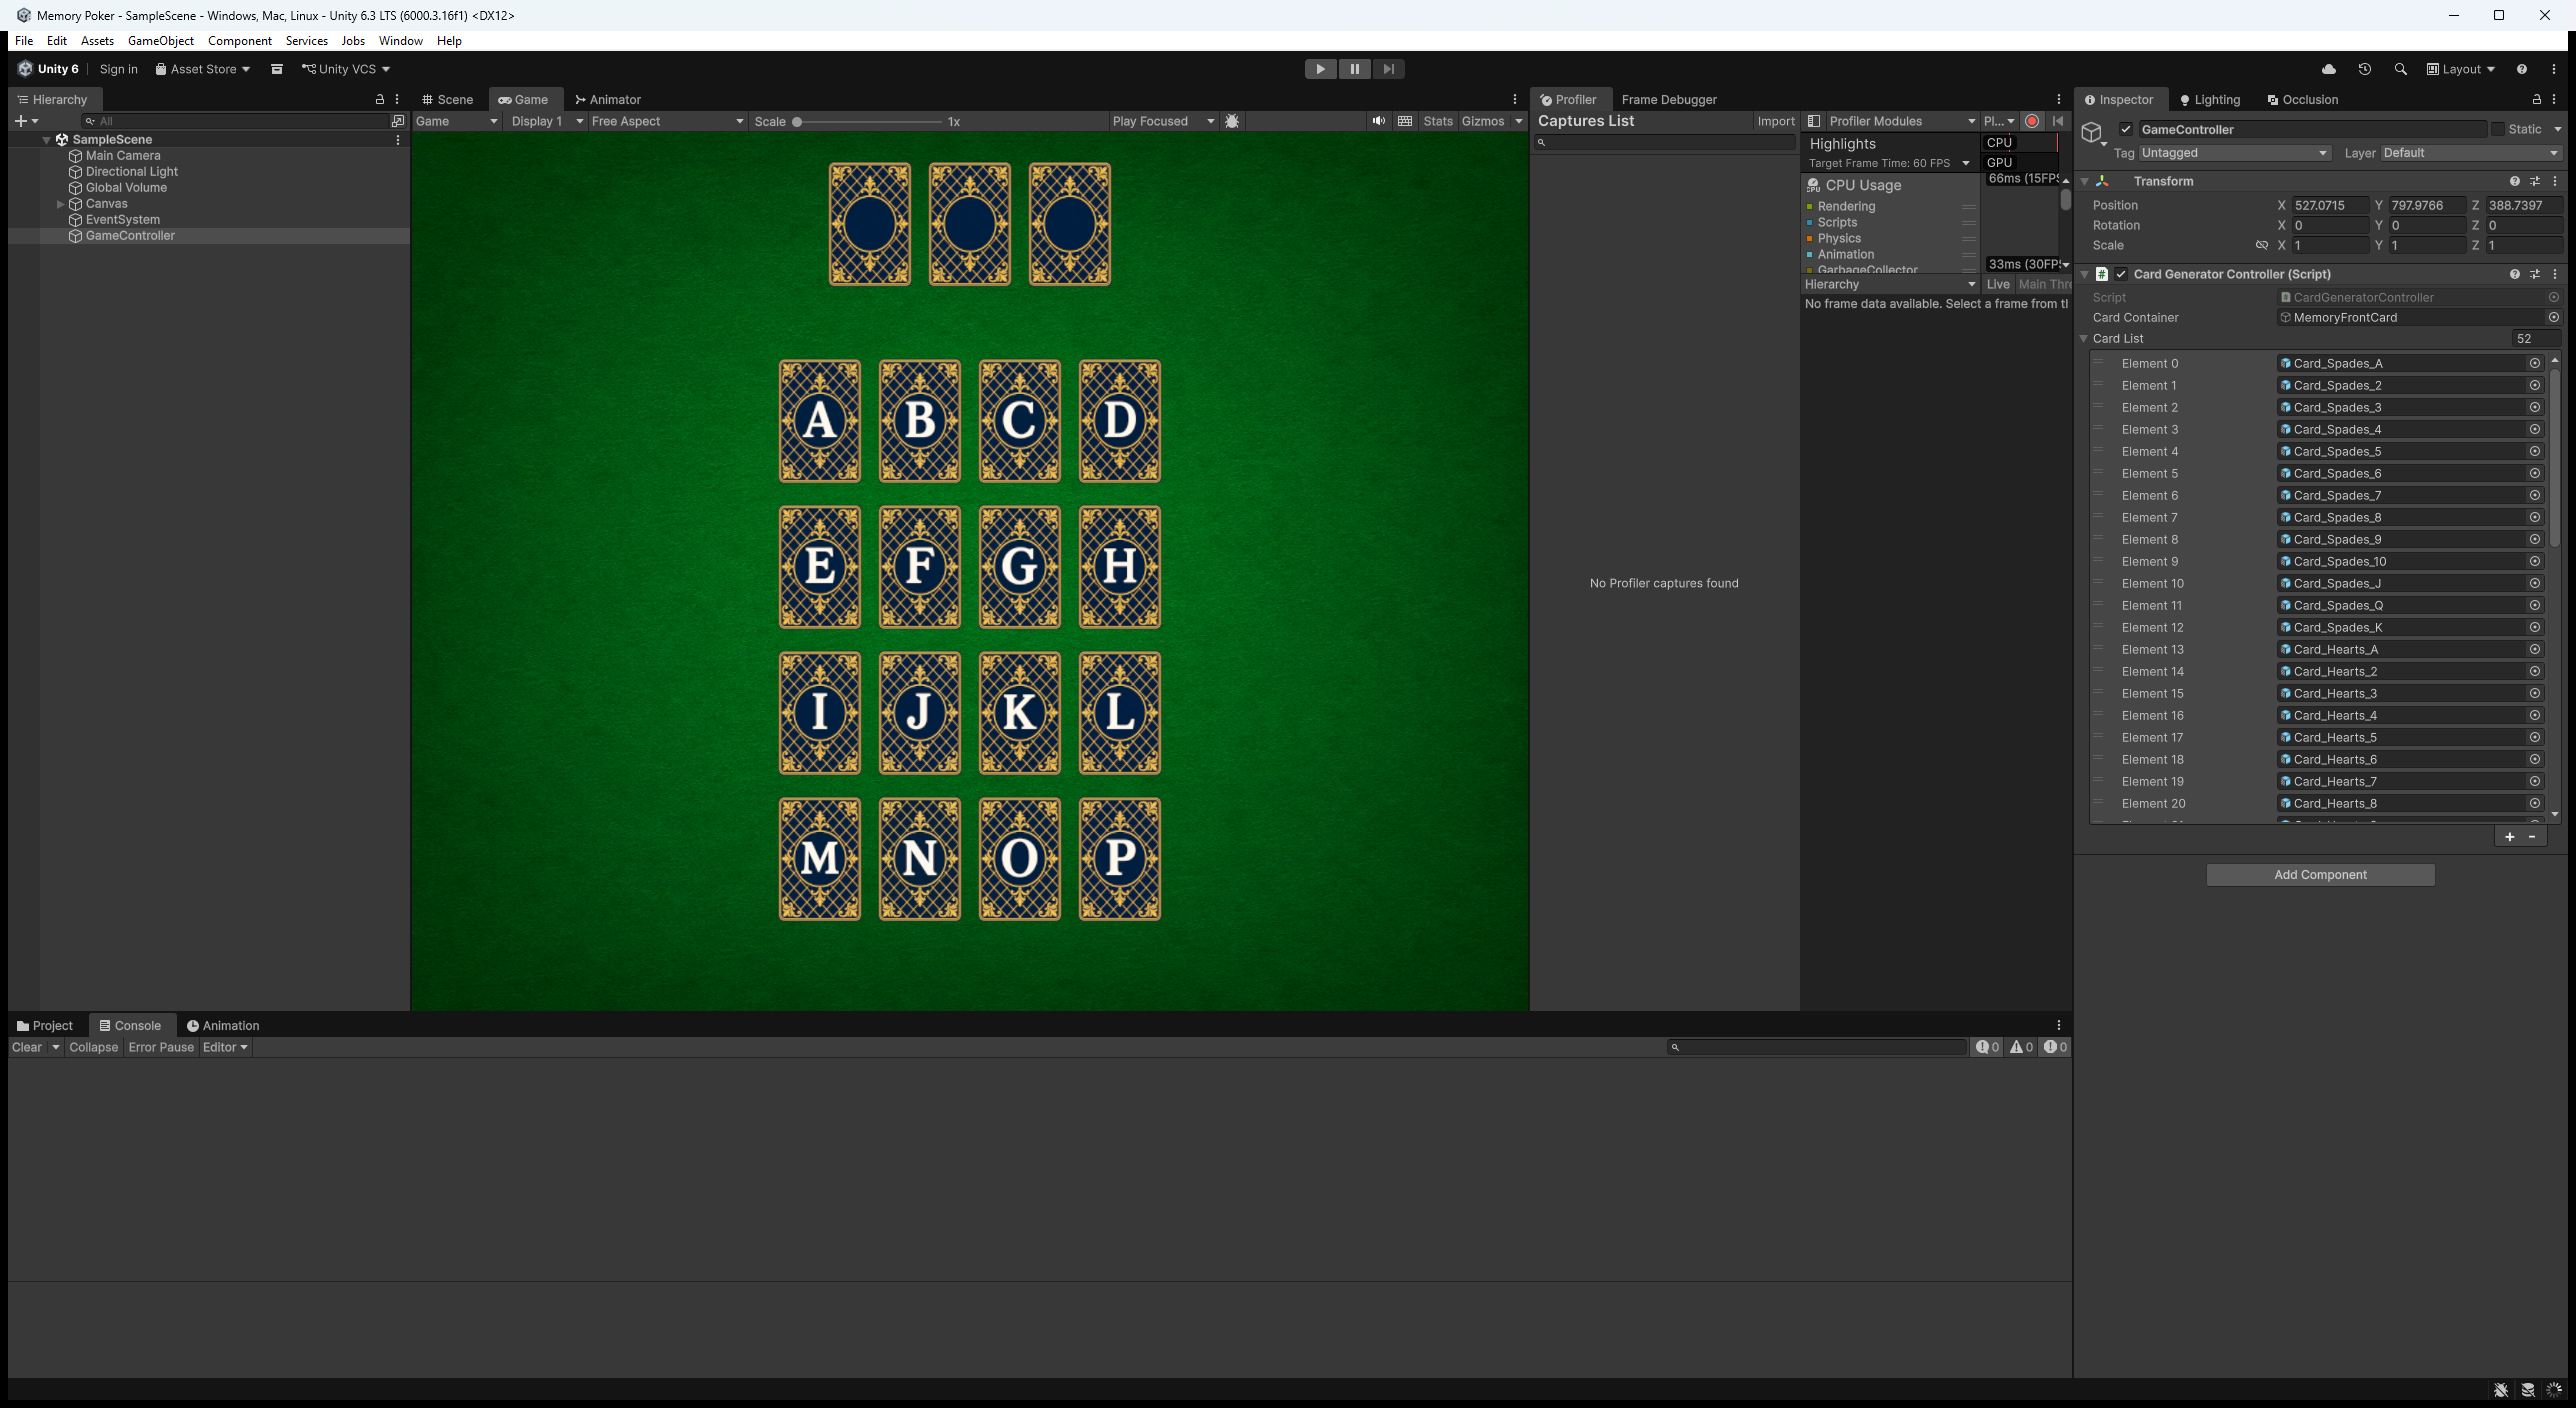 Memory Poker - SampleScene - Windows, Mac, Linux - Unity 6.3 LTS (6000.3.16f1) <DX12>
File Edit Assets GameObject Component Services Jobs Window Help
Unity 6 Sign in Asset Store Unity VCS Layout
Hierarchy
All
SampleScene
Main Camera
Directional Light
Global Volume
Canvas
EventSystem
GameController
Scene Game Animator
Game Display 1 Free Aspect Scale 1x Play Focused Stats Gizmos
A B C D
E F G H
I J K L
M N O P
Profiler Frame Debugger
Captures List Import
No Profiler captures found
Profiler Modules Pl...
Highlights
Target Frame Time: 60 FPS
CPU
GPU
CPU Usage
66ms (15FPS
Rendering
Scripts
Physics
Animation
GarbageCollector
33ms (30FPS
Hierarchy Live Main Thre
No frame data available. Select a frame from tl
Inspector Lighting Occlusion
GameController Static
Tag Untagged Layer Default
Transform
Position X 527.0715 Y 797.9766 Z 388.7397
Rotation X 0 Y 0 Z 0
Scale X 1 Y 1 Z 1
# Card Generator Controller (Script)
Script CardGeneratorController
Card Container MemoryFrontCard
Card List 52
Element 0 Card_Spades_A
Element 1 Card_Spades_2
Element 2 Card_Spades_3
Element 3 Card_Spades_4
Element 4 Card_Spades_5
Element 5 Card_Spades_6
Element 6 Card_Spades_7
Element 7 Card_Spades_8
Element 8 Card_Spades_9
Element 9 Card_Spades_10
Element 10 Card_Spades_J
Element 11 Card_Spades_Q
Element 12 Card_Spades_K
Element 13 Card_Hearts_A
Element 14 Card_Hearts_2
Element 15 Card_Hearts_3
Element 16 Card_Hearts_4
Element 17 Card_Hearts_5
Element 18 Card_Hearts_6
Element 19 Card_Hearts_7
Element 20 Card_Hearts_8
+ -
Add Component
Project Console Animation
Clear Collapse Error Pause Editor 0 0 0